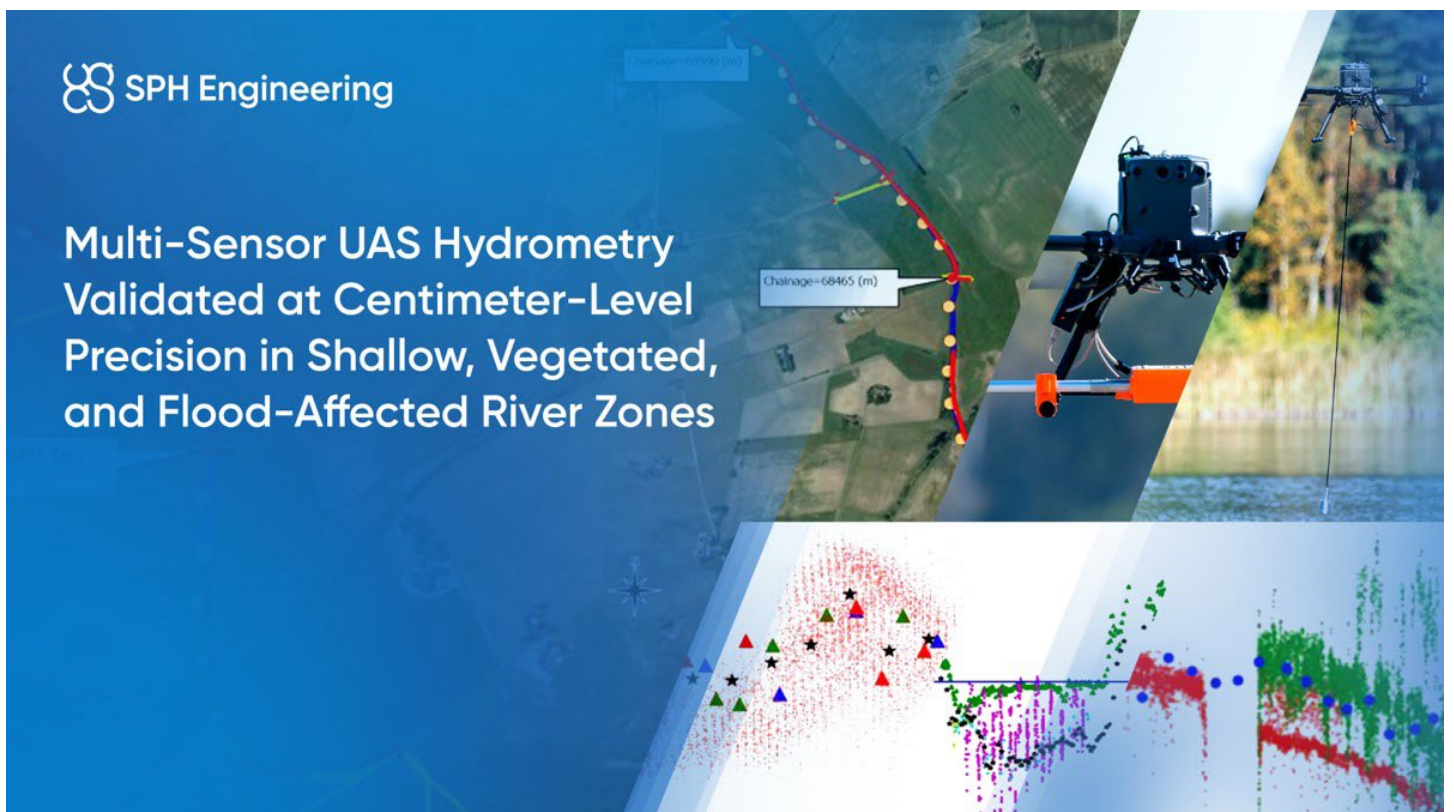 SPH Engineering
Chainage=69500 (m)
Multi-Sensor UAS Hydrometry
Validated at Centimeter-Level
Precision in Shallow, Vegetated,
and Flood-Affected River Zones
Chainage=68465 (m)